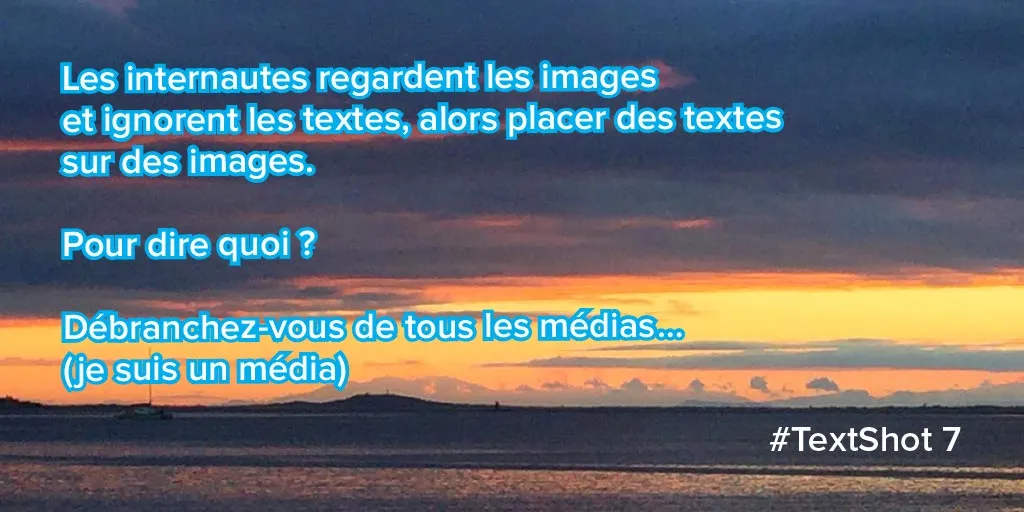 Les internautes regardent les images
et ignorent les textes, alors placer des textes
sur des images.
Pour dire quoi ?
Débranchez-vous de tous les médias...
(je suis un média)
#TextShot 7